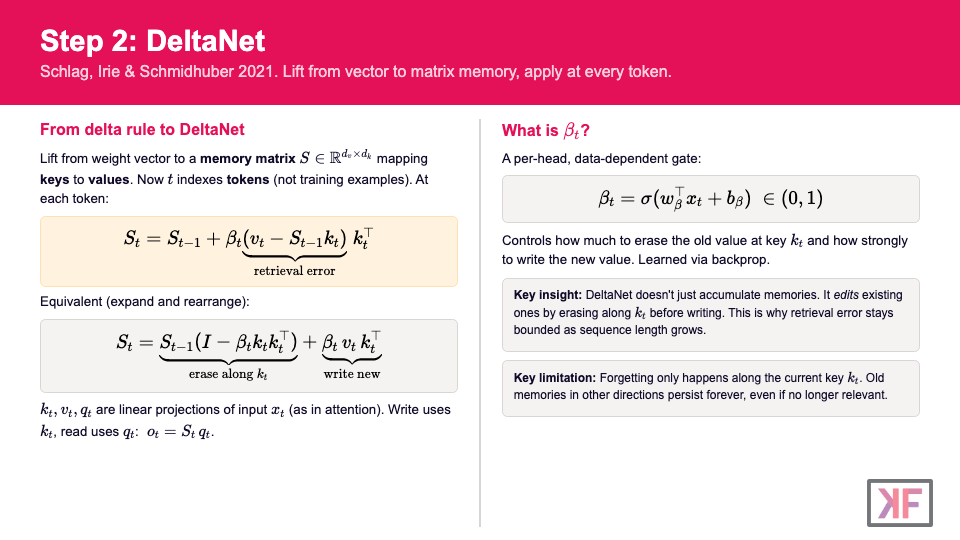 Step 2: DeltaNet
Schlag, Irie & Schmidhuber 2021. Lift from vector to matrix memory, apply at every token.
From delta rule to DeltaNet
Lift from weight vector to a memory matrix $S \in \mathbb{R}^{d_v \times d_k}$ mapping
keys to values. Now $t$ indexes tokens (not training examples). At
each token:
$S_t = S_{t-1} + \beta_t \underbrace{(v_t - S_{t-1} k_t)}_{\text{retrieval error}} k_t^\top$
Equivalent (expand and rearrange):
$S_t = \underbrace{S_{t-1}(I - \beta_t k_t k_t^\top)}_{\text{erase along } k_t} + \underbrace{\beta_t v_t k_t^\top}_{\text{write new}}$
$k_t, v_t, q_t$ are linear projections of input $x_t$ (as in attention). Write uses
$k_t$, read uses $q_t$: $o_t = S_t q_t$.
What is $\beta_t$?
A per-head, data-dependent gate:
$\beta_t = \sigma(w_\beta^\top x_t + b_\beta) \in (0, 1)$
Controls how much to erase the old value at key $k_t$ and how strongly
to write the new value. Learned via backprop.
Key insight: DeltaNet doesn't just accumulate memories. It edits existing
ones by erasing along $k_t$ before writing. This is why retrieval error stays
bounded as sequence length grows.
Key limitation: Forgetting only happens along the current key $k_t$. Old
memories in other directions persist forever, even if no longer relevant.
KF